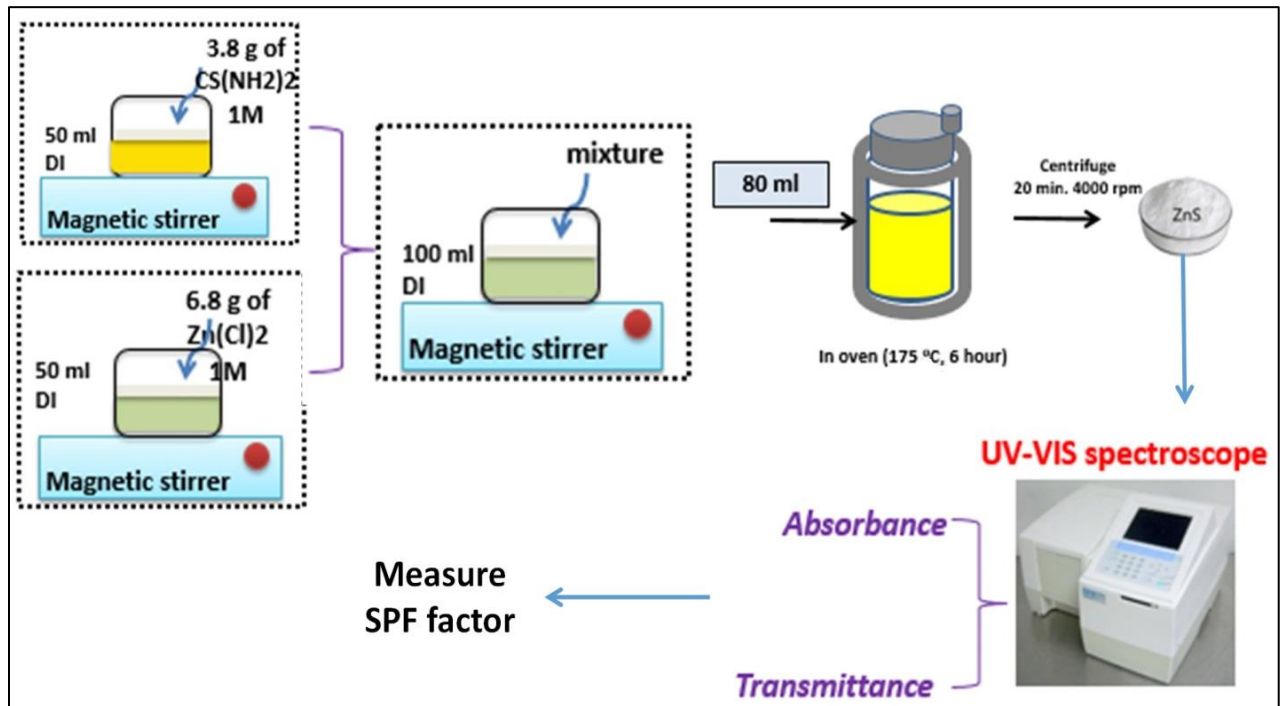 3.8 g of
CS(NH2)2
1M
50 ml
DI
Magnetic stirrer
6.8 g of
Zn(Cl)2
1M
50 ml
DI
Magnetic stirrer
mixture
100 ml
DI
Magnetic stirrer
80 ml
In oven (175 °C, 6 hour)
Centrifuge
20 min. 4000 rpm
ZnS
UV-VIS spectroscope
Absorbance
Transmittance
Measure
SPF factor